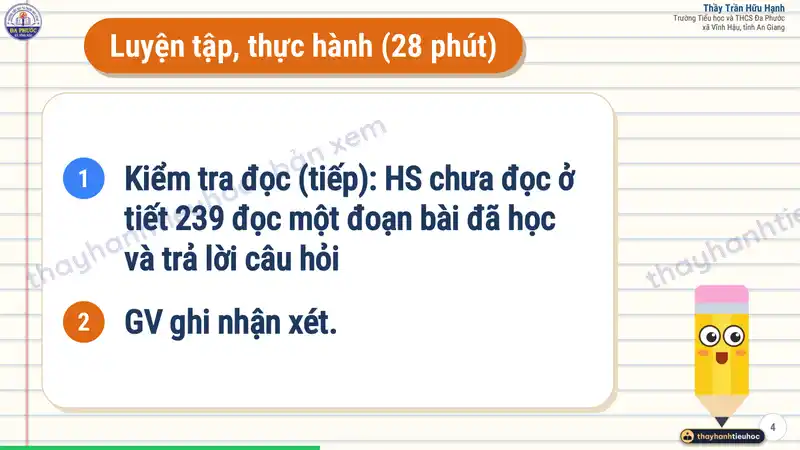 ĐA PHƯỚC
Thầy Trần Hữu Hạnh
Trường Tiểu học và THCS Đa Phước
xã Vĩnh Hậu, tỉnh An Giang
Luyện tập, thực hành (28 phút)
1 Kiểm tra đọc (tiếp): HS chưa đọc ở
tiết 239 đọc một đoạn bài đã học
và trả lời câu hỏi
2 GV ghi nhận xét.
thayhanhtieuhoc
4